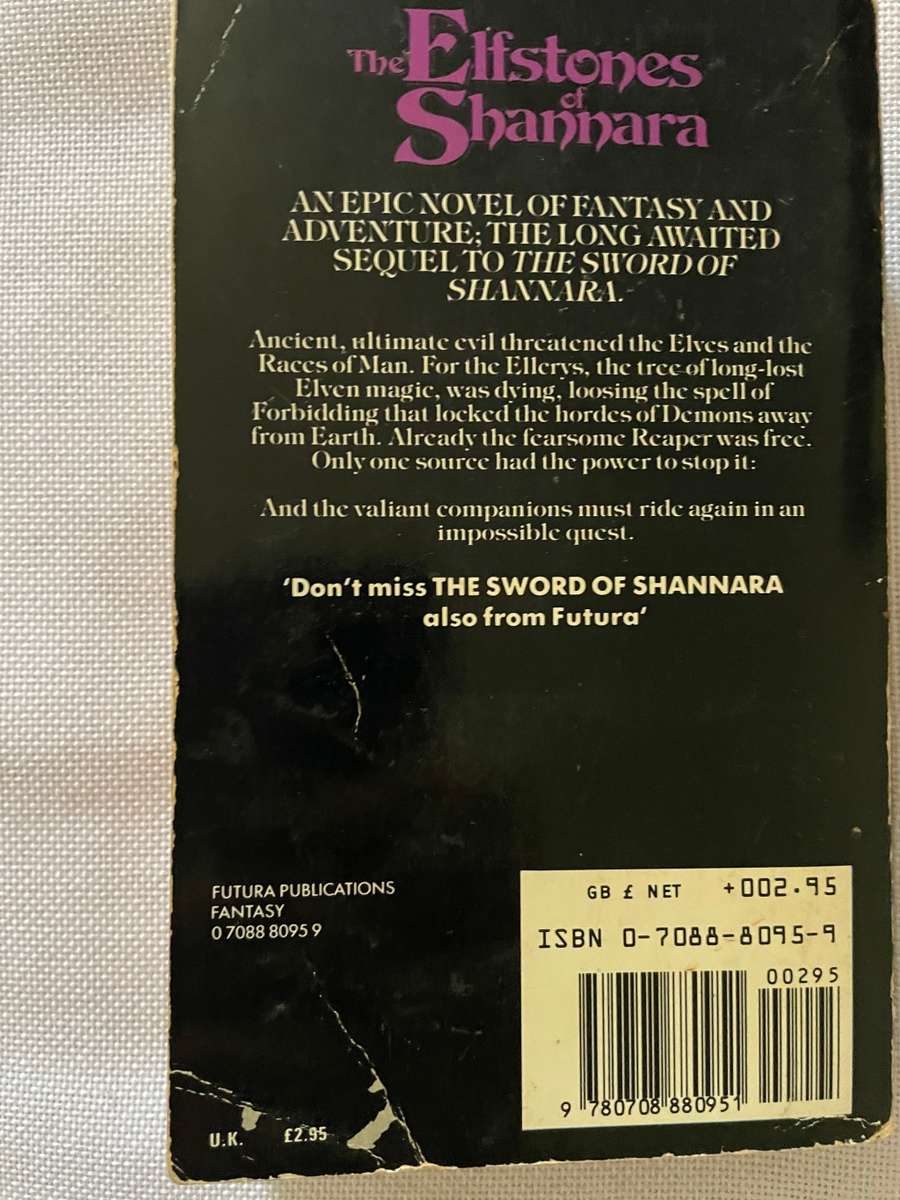 The Elfstones
of
Shannara
AN EPIC NOVEL OF FANTASY AND
ADVENTURE; THE LONG AWAITED
SEQUEL TO THE SWORD OF
SHANNARA.
Ancient, ultimate evil threatened the Elves and the
Races of Man. For the Ellcrys, the tree of long-lost
Elven magic, was dying, loosing the spell of
Forbidding that locked the hordes of Demons away
from Earth. Already the fearsome Reaper was free.
Only one source had the power to stop it:
And the valiant companions must ride again in an
impossible quest.
'Don't miss THE SWORD OF SHANNARA
also from Futura'
FUTURA PUBLICATIONS
FANTASY
0 7088 8095 9
GB £ NET +002.95
ISBN 0-7088-8095-9
00295
9 780708 880951
U.K. £2.95